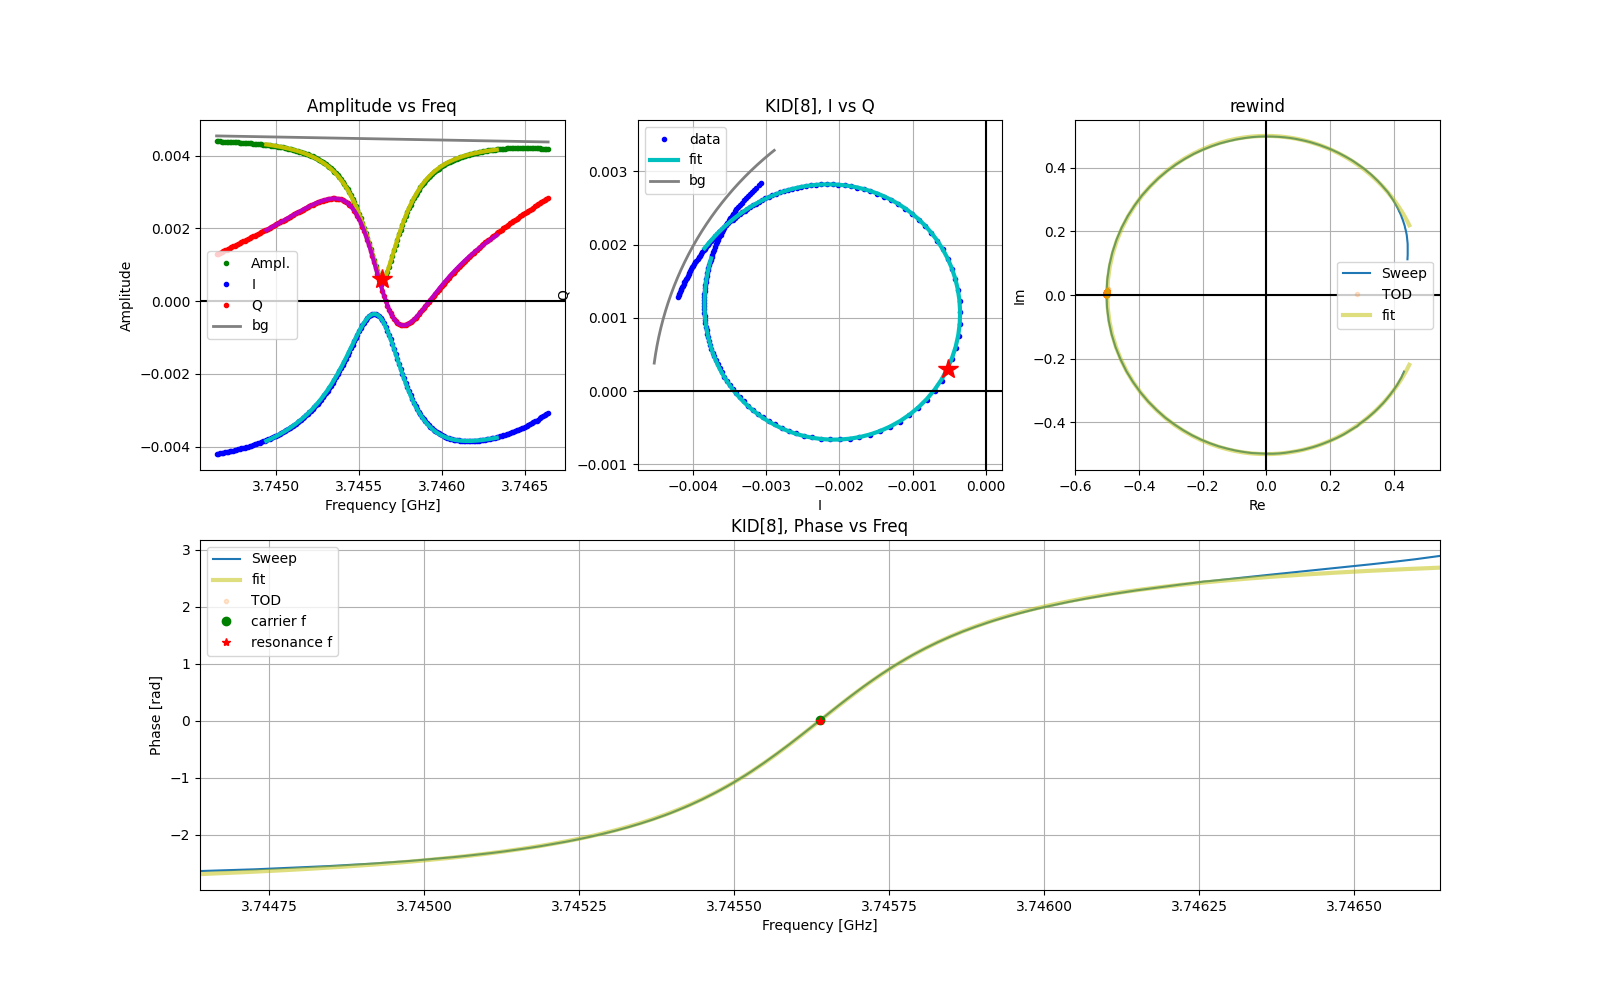 Amplitude vs Freq
Amplitude
0.004
0.002
0.000
−0.002
−0.004
Ampl.
I
Q
bg
3.7450
3.7455
3.7460
3.7465
Frequency [GHz]
KID[8], I vs Q
Q
0.003
0.002
0.001
0.000
−0.001
data
fit
bg
−0.004
−0.003
−0.002
−0.001
0.000
I
rewind
Im
0.4
0.2
0.0
−0.2
−0.4
Sweep
TOD
fit
−0.6
−0.4
−0.2
0.0
0.2
0.4
Re
KID[8], Phase vs Freq
Phase [rad]
3
2
1
0
−1
−2
Sweep
fit
TOD
carrier f
resonance f
3.74475
3.74500
3.74525
3.74550
3.74575
3.74600
3.74625
3.74650
Frequency [GHz]